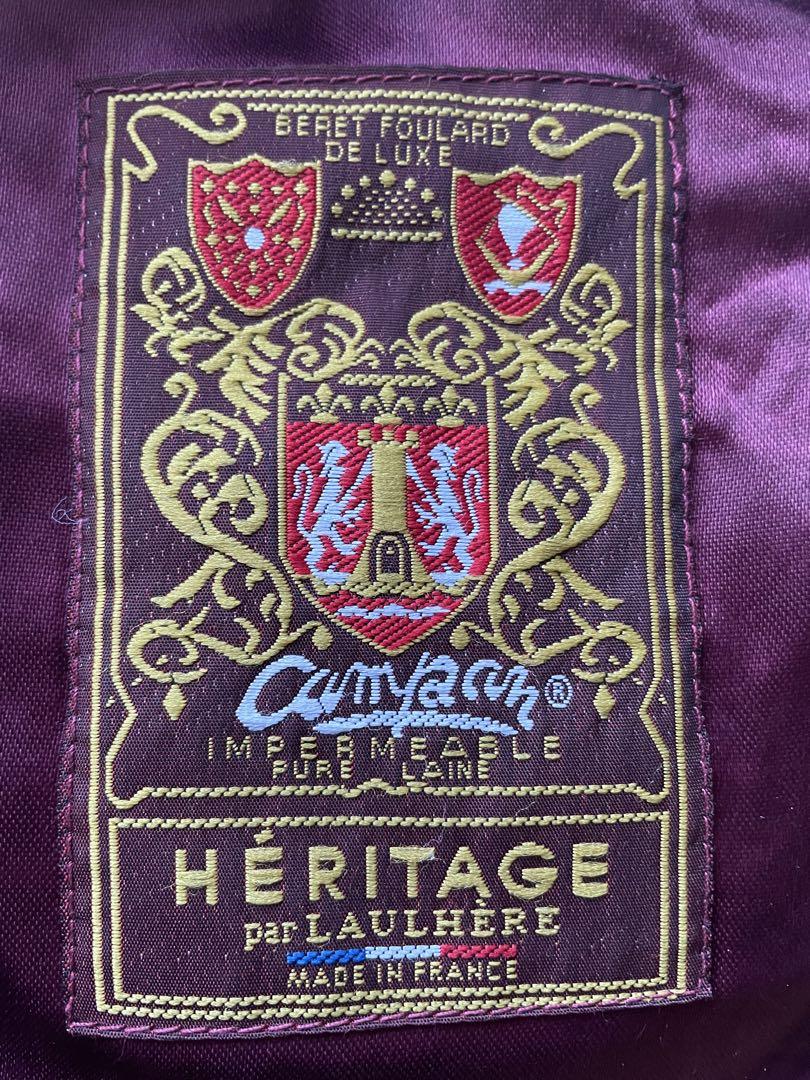 BERET FOULARD
DE LUXE
®
IMPERMEABLE
PURE LAINE
HÉRITAGE
par LAULHÈRE
MADE IN FRANCE